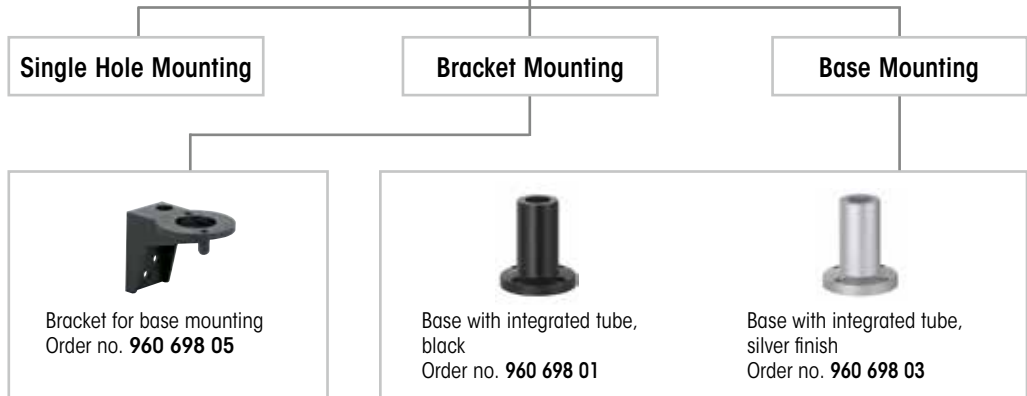 Single Hole Mounting
Bracket Mounting
Base Mounting
Bracket for base mounting
Order no. 960 698 05
Base with integrated tube,
black
Order no. 960 698 01
Base with integrated tube,
silver finish
Order no. 960 698 03